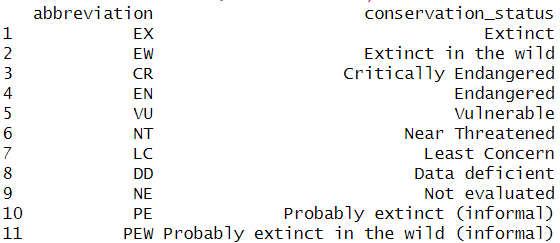 abbreviation conservation_status
1 EX Extinct
2 EW Extinct in the wild
3 CR Critically Endangered
4 EN Endangered
5 VU Vulnerable
6 NT Near Threatened
7 LC Least Concern
8 DD Data deficient
9 NE Not evaluated
10 PE Probably extinct (informal)
11 PEW Probably extinct in the wild (informal)